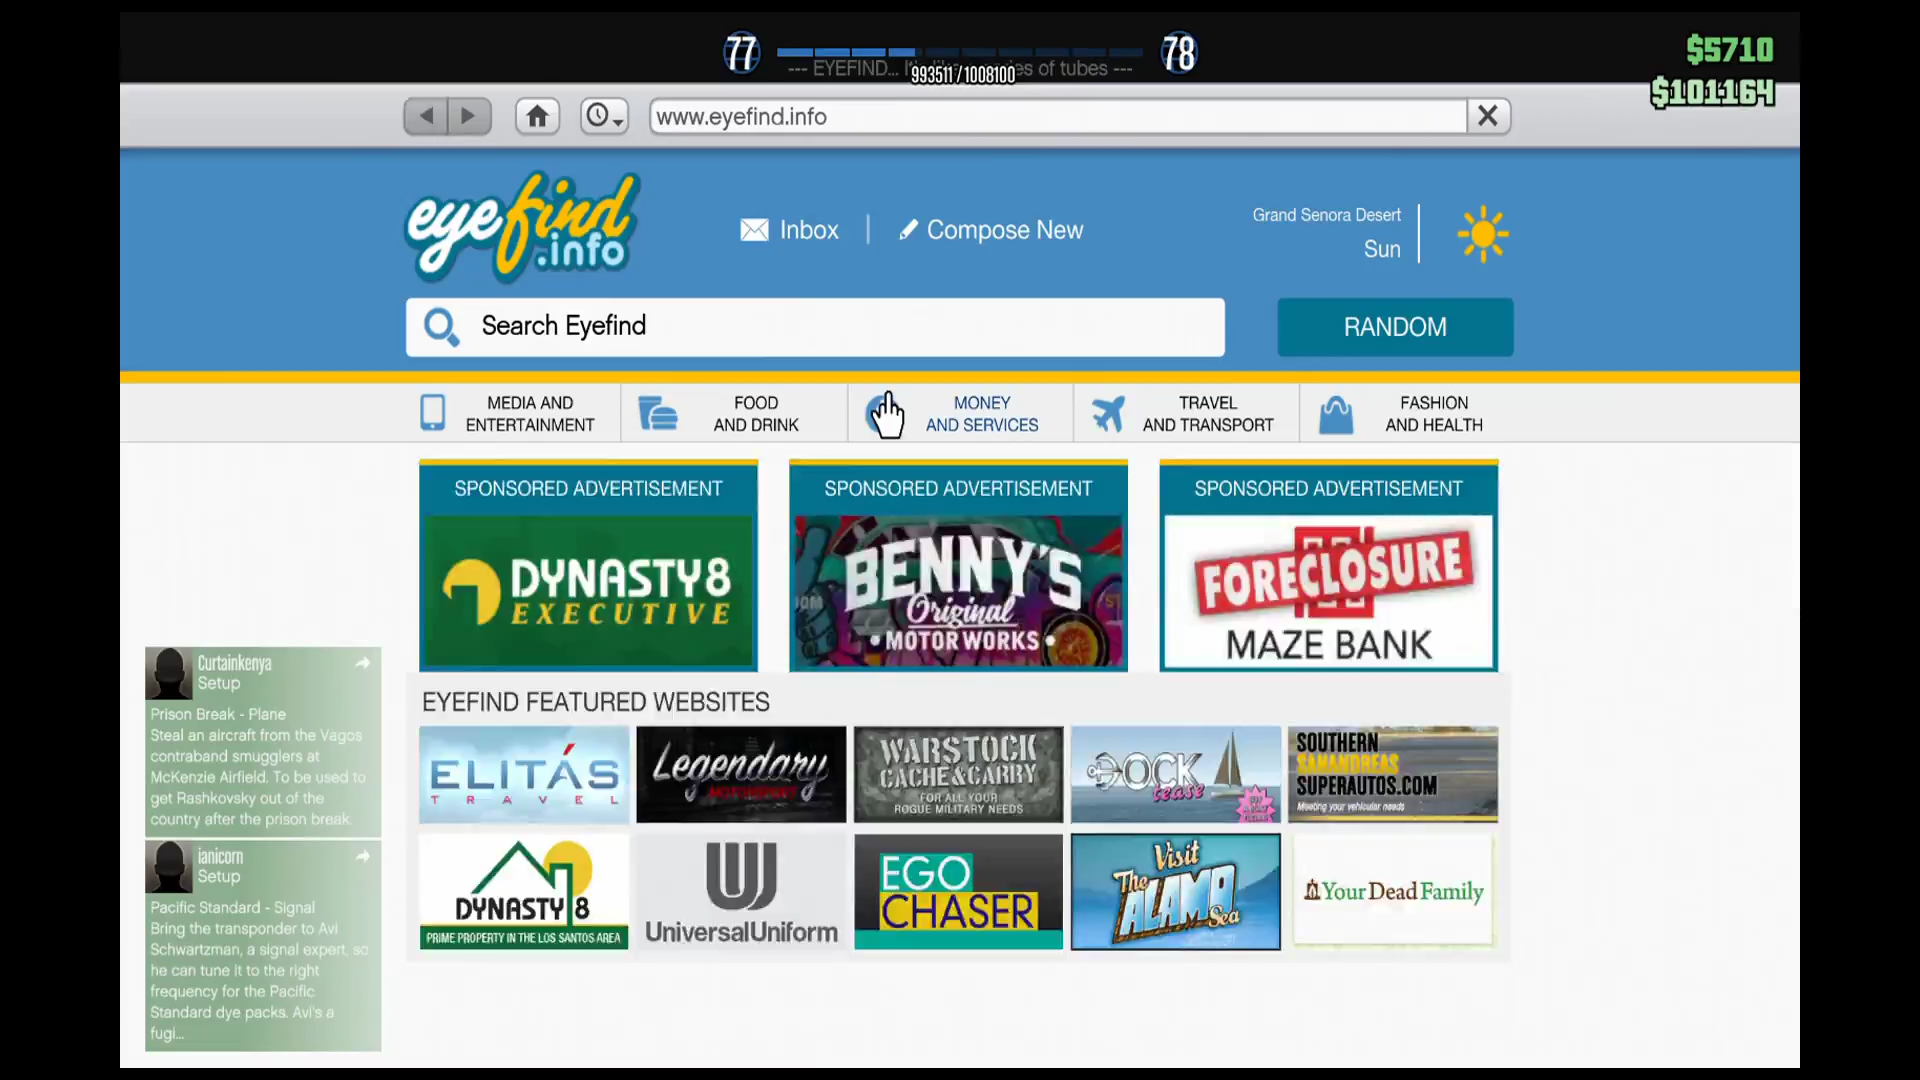 77
78
--- EYEFIND... It's like a series of tubes ---
993511 / 1008100
$5710
$101164
www.eyefind.info
eyefind
.info
Inbox
Compose New
Grand Senora Desert
Sun
Search Eyefind
RANDOM
MEDIA AND
ENTERTAINMENT
FOOD
AND DRINK
MONEY
AND SERVICES
TRAVEL
AND TRANSPORT
FASHION
AND HEALTH
SPONSORED ADVERTISEMENT
DYNASTY8
EXECUTIVE
SPONSORED ADVERTISEMENT
BENNY'S
Original
MOTOR WORKS
SPONSORED ADVERTISEMENT
FORECLOSURE
MAZE BANK
Curtainkenya
Setup
Prison Break - Plane
Steal an aircraft from the Vagos
contraband smugglers at
McKenzie Airfield. To be used to
get Rashkovsky out of the
country after the prison break.
ianicorn
Setup
Pacific Standard - Signal
Bring the transponder to Avi
Schwartzman, a signal expert, so
he can tune it to the right
frequency for the Pacific
Standard dye packs. Avi's a
fugi...
EYEFIND FEATURED WEBSITES
ELITÁS
TRAVEL
Legendary
MOTORSPORT
WARSTOCK
CACHE & CARRY
FOR ALL YOUR
ROGUE MILITARY NEEDS
DOCK
tease
SOUTHERN
SANANDREAS
SUPERAUTOS.COM
Meeting your vehicular needs
DYNASTY 8
PRIME PROPERTY IN THE LOS SANTOS AREA
UniversalUniform
EGO
CHASER
Visit
The
ALAMO
Sea
YourDeadFamily